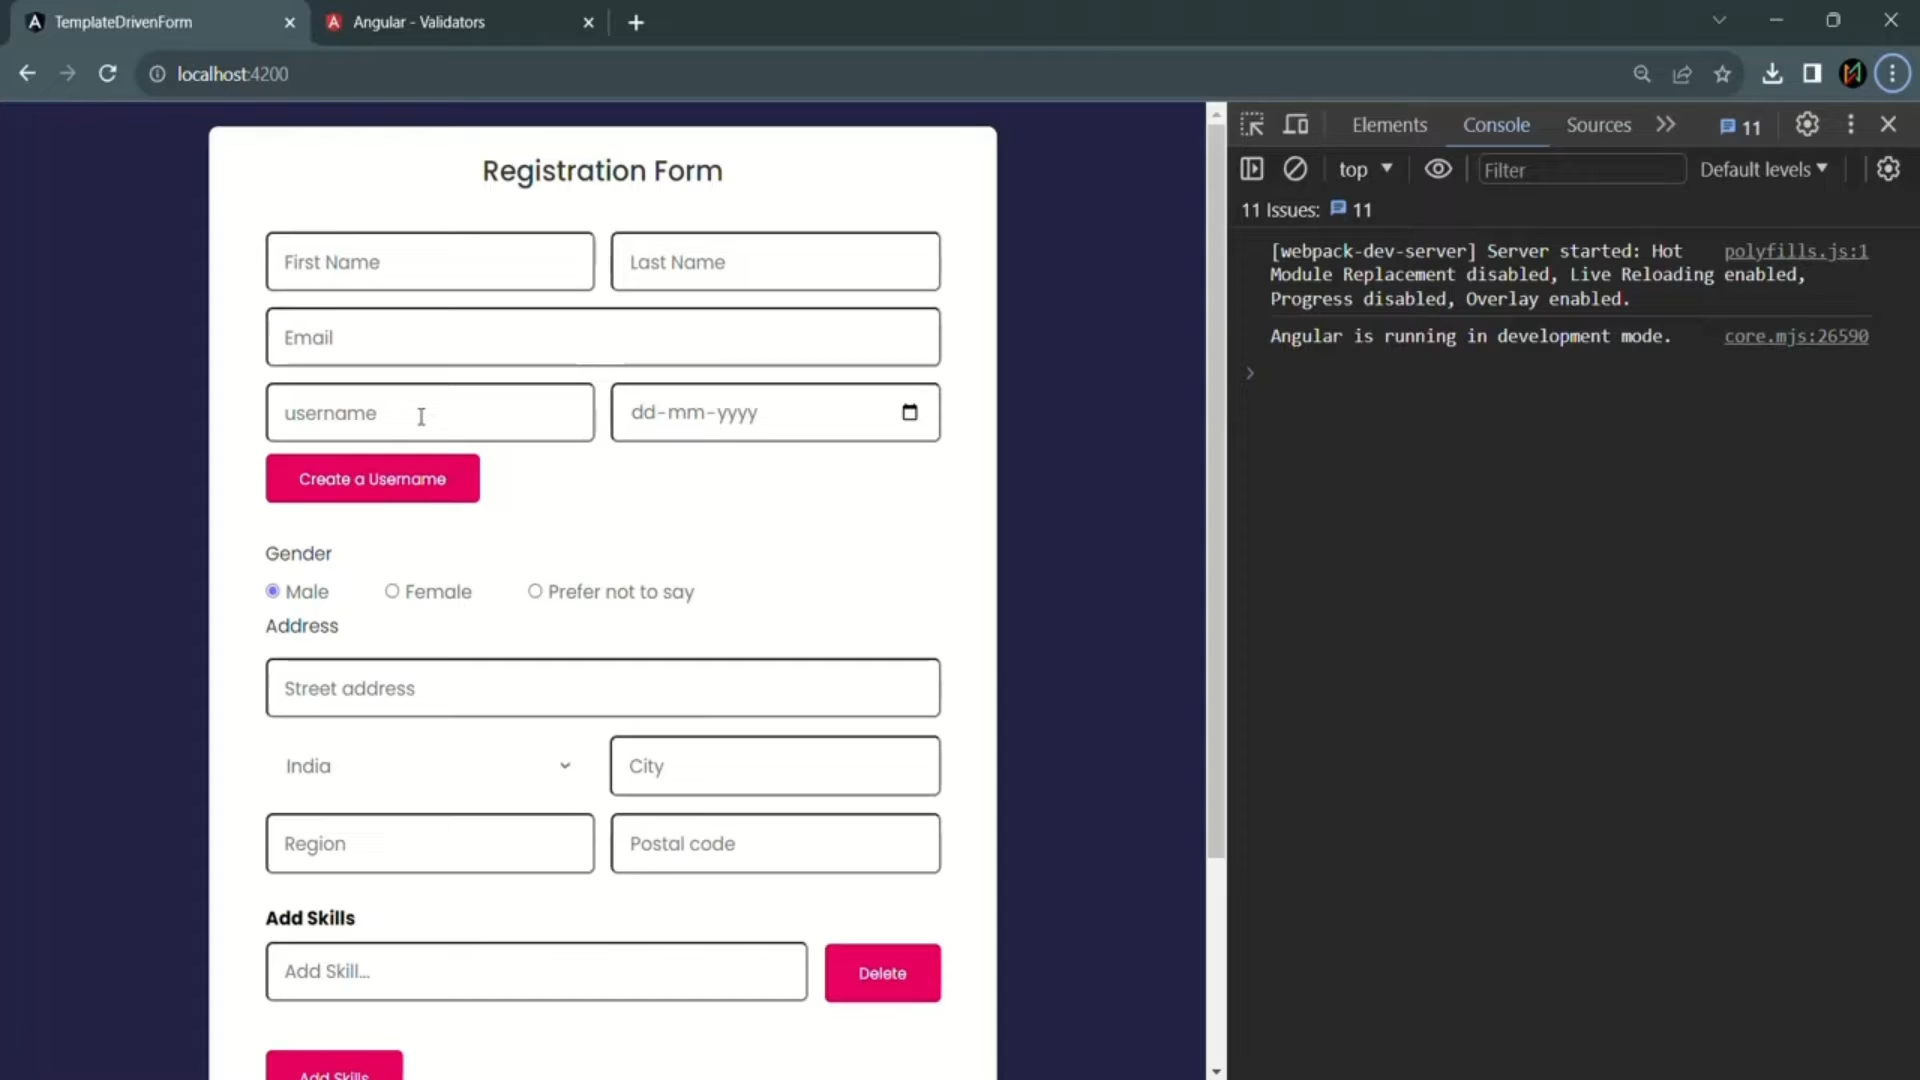 TemplateDrivenForm
Angular - Validators
localhost:4200
Elements Console Sources 11
top Filter Default levels
11 Issues: 11
[webpack-dev-server] Server started: Hot polyfills.js:1
Module Replacement disabled, Live Reloading enabled,
Progress disabled, Overlay enabled.
Angular is running in development mode. core.mjs:26590
Registration Form
First Name Last Name
Email
username dd-mm-yyyy
Create a Username
Gender
Male Female Prefer not to say
Address
Street address
India City
Region Postal code
Add Skills
Add Skill... Delete
Add Skills